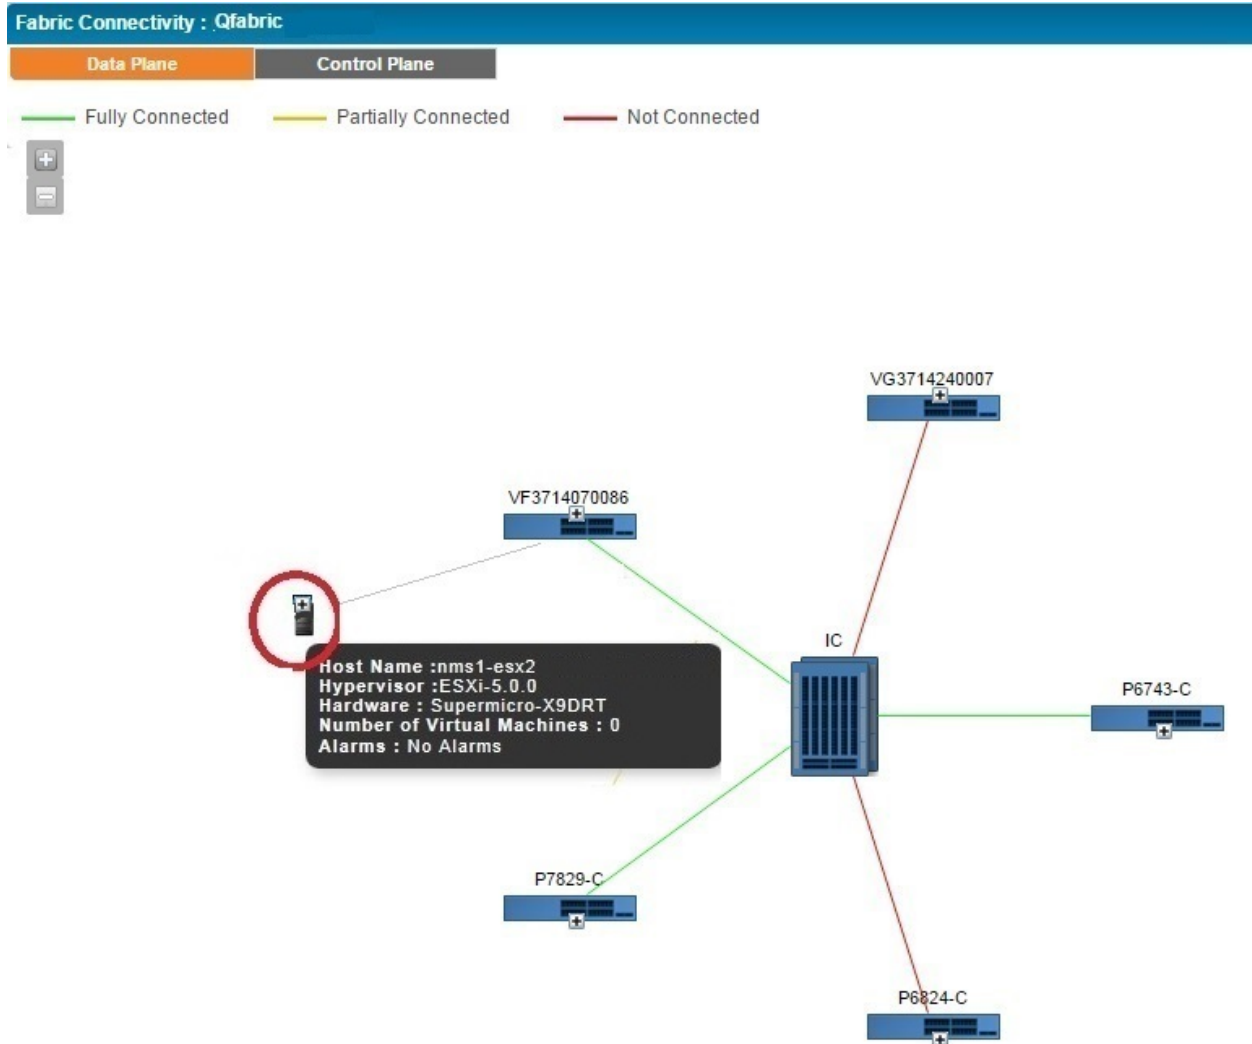 Fabric Connectivity : Qfabric
Data Plane
Control Plane
Fully Connected
Partially Connected
Not Connected
VG3714240007
VF3714070086
IC
Host Name :nms1-esx2
Hypervisor :ESXi-5.0.0
Hardware : Supermicro-X9DRT
Number of Virtual Machines : 0
Alarms : No Alarms
P6743-C
P7829-C
P6824-C